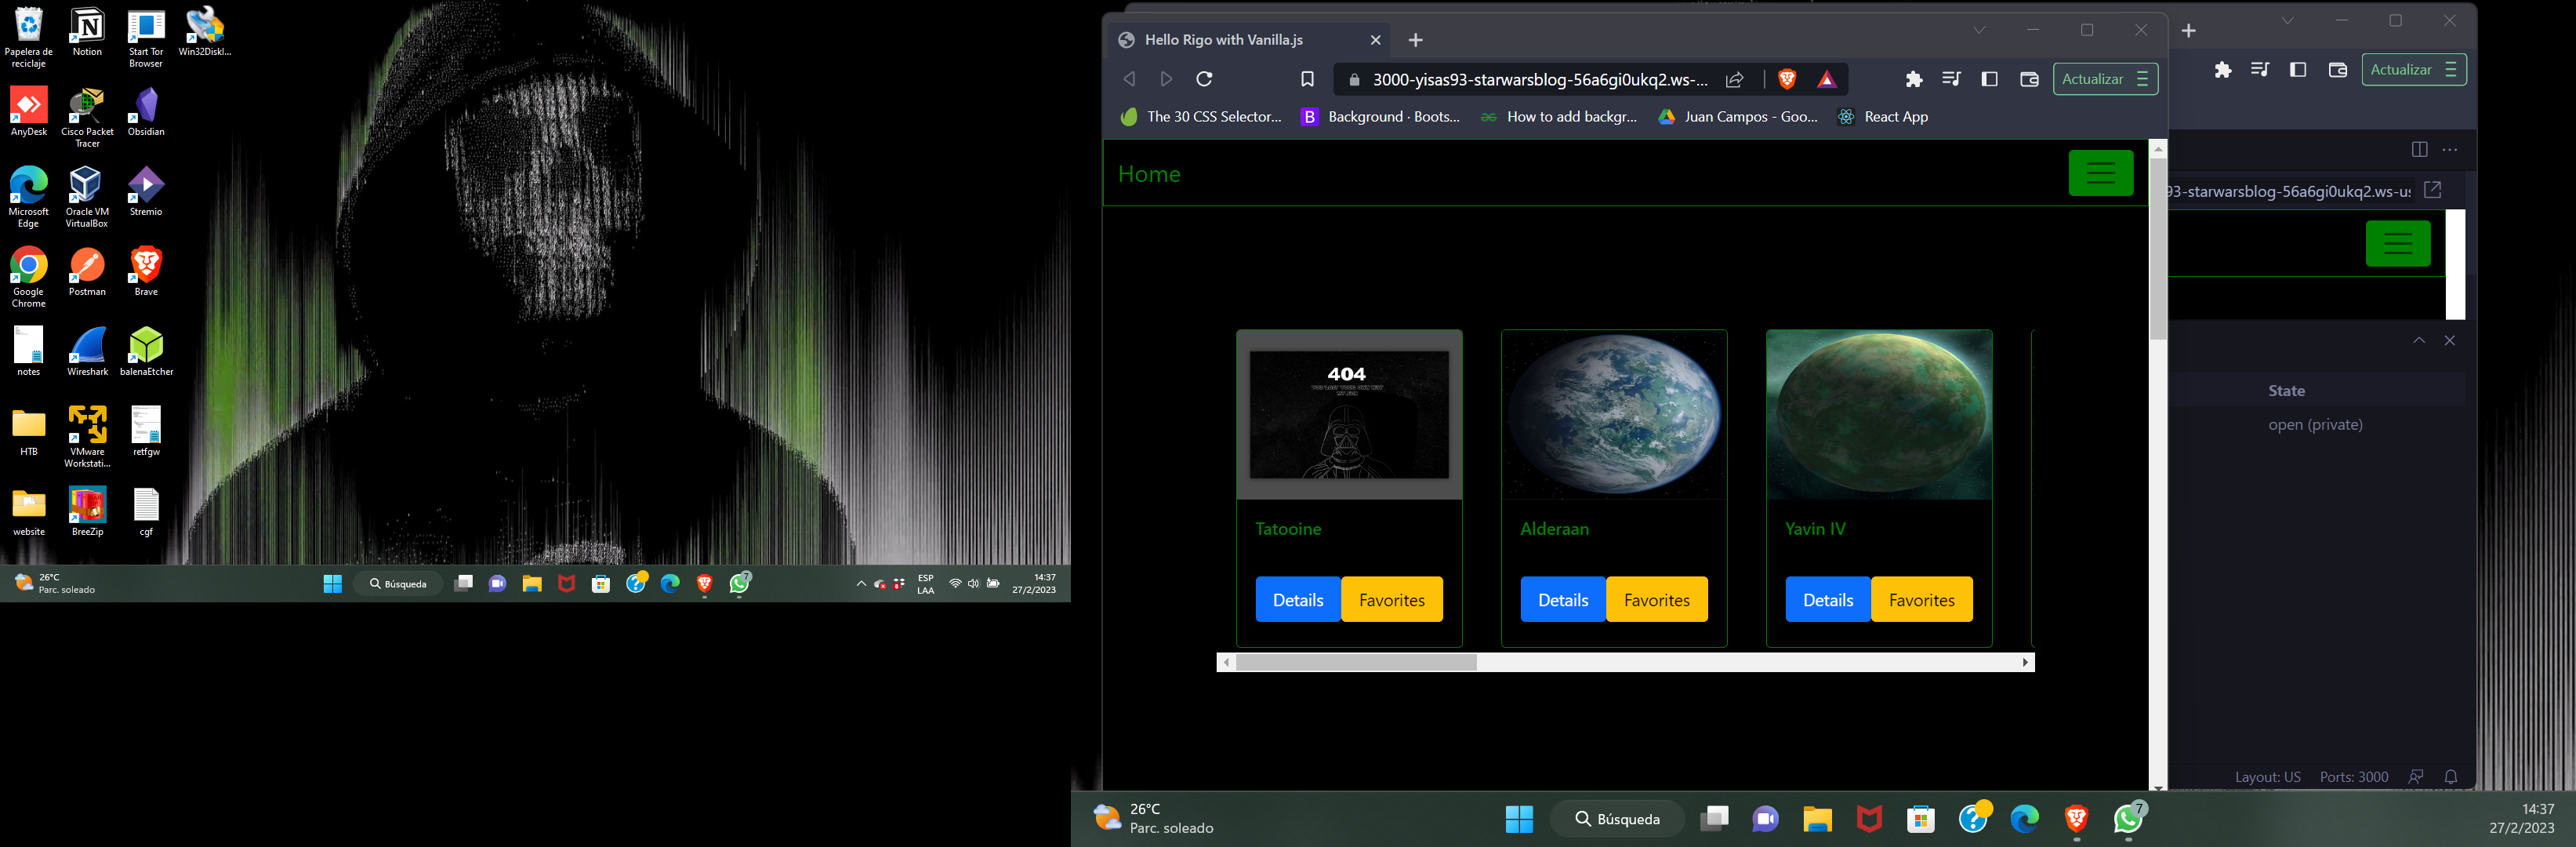 Papelera de
reciclaje
Notion
Start Tor
Browser
Win32DiskI...
AnyDesk
Cisco Packet
Tracer
Obsidian
Microsoft
Edge
Oracle VM
VirtualBox
Stremio
Google
Chrome
Postman
Brave
notes
Wireshark
balenaEtcher
HTB
VMware
Workstati...
retfgw
website
BreeZip
cgf
26°C
Parc. soleado
Búsqueda
7
ESP
LAA
14:37
27/2/2023
Hello Rigo with Vanilla.js
3000-yisas93-starwarsblog-56a6gi0ukq2.ws-...
Actualizar
The 30 CSS Selector...
B
Background · Boots...
How to add backgr...
Juan Campos - Goo...
React App
Home
404
Tatooine
Details
Favorites
Alderaan
Details
Favorites
Yavin IV
Details
Favorites
Actualizar
93-starwarsblog-56a6gi0ukq2.ws-us
State
open (private)
Layout: US
Ports: 3000
26°C
Parc. soleado
Búsqueda
7
14:37
27/2/2023